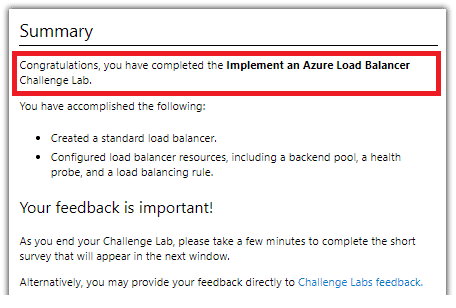 Summary
Congratulations, you have completed the Implement an Azure Load Balancer
Challenge Lab.
You have accomplished the following:
• Created a standard load balancer.
• Configured load balancer resources, including a backend pool, a health
probe, and a load balancing rule.
Your feedback is important!
As you end your Challenge Lab, please take a few minutes to complete the short
survey that will appear in the next window.
Alternatively, you may provide your feedback directly to Challenge Labs feedback.